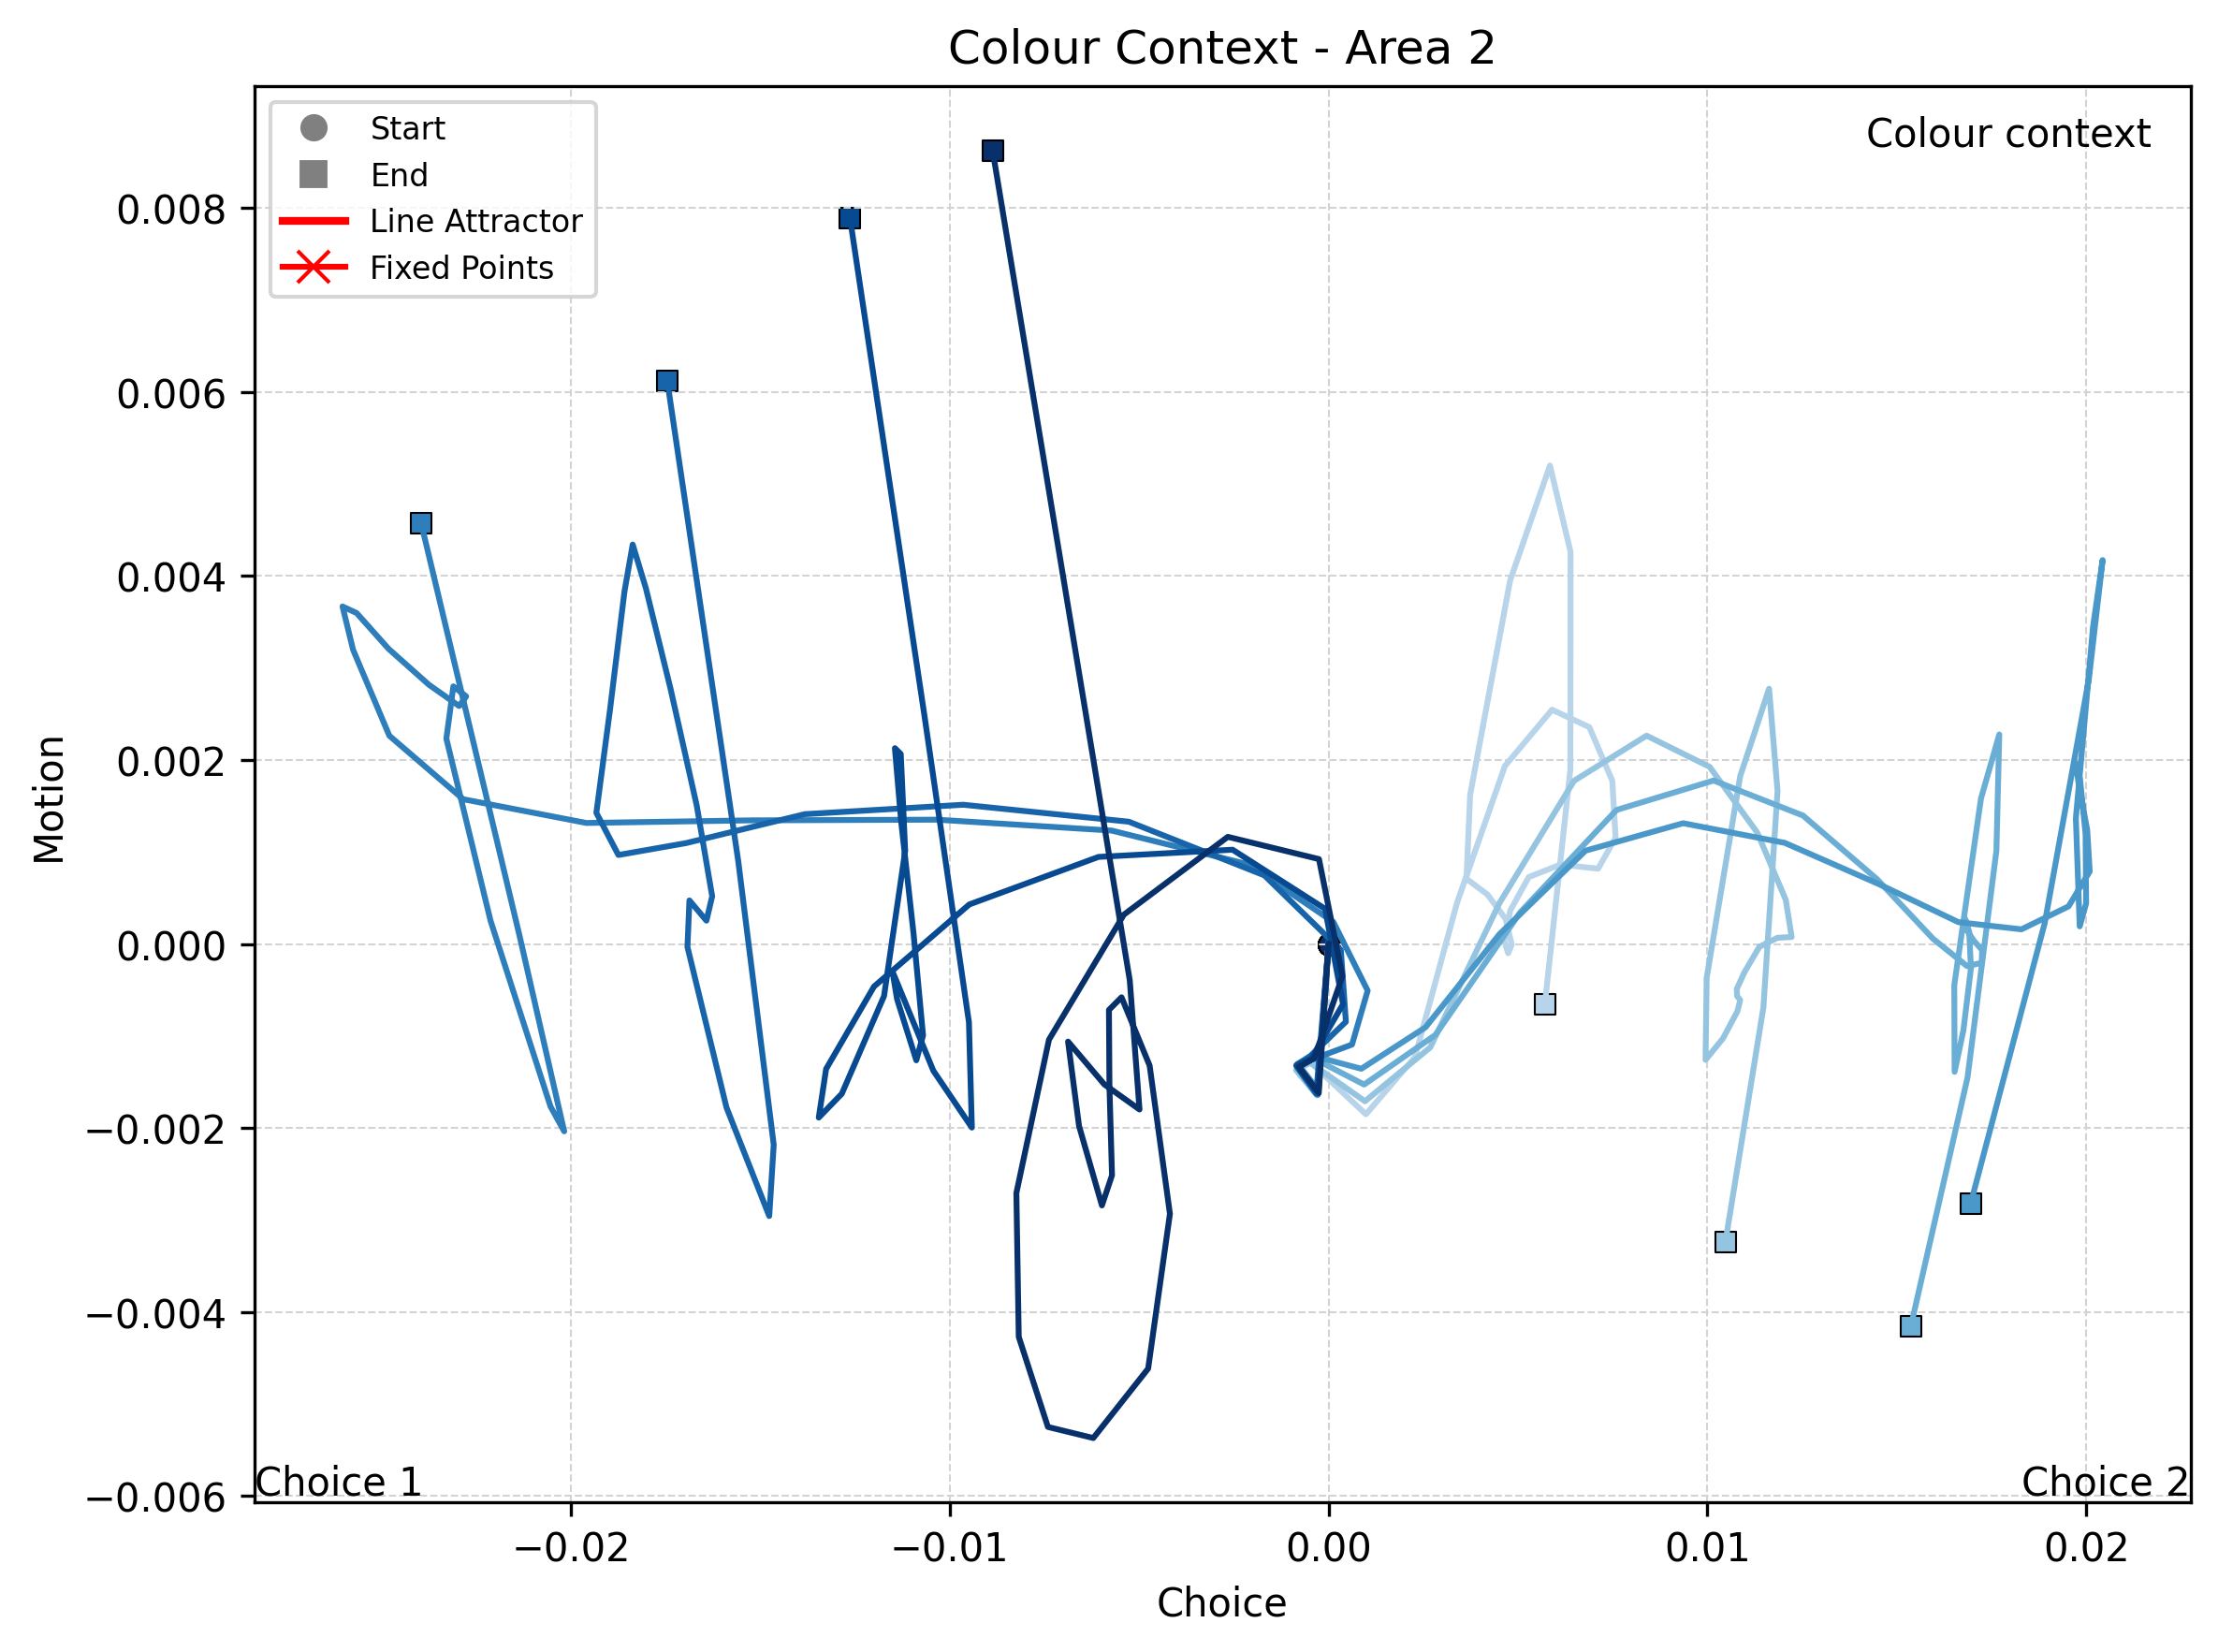 Colour Context - Area 2
Start
End
Line Attractor
Fixed Points
Colour context
0.008
0.006
0.004
0.002
0.000
−0.002
−0.004
−0.006
Motion
Choice 1
Choice 2
−0.02
−0.01
0.00
0.01
0.02
Choice